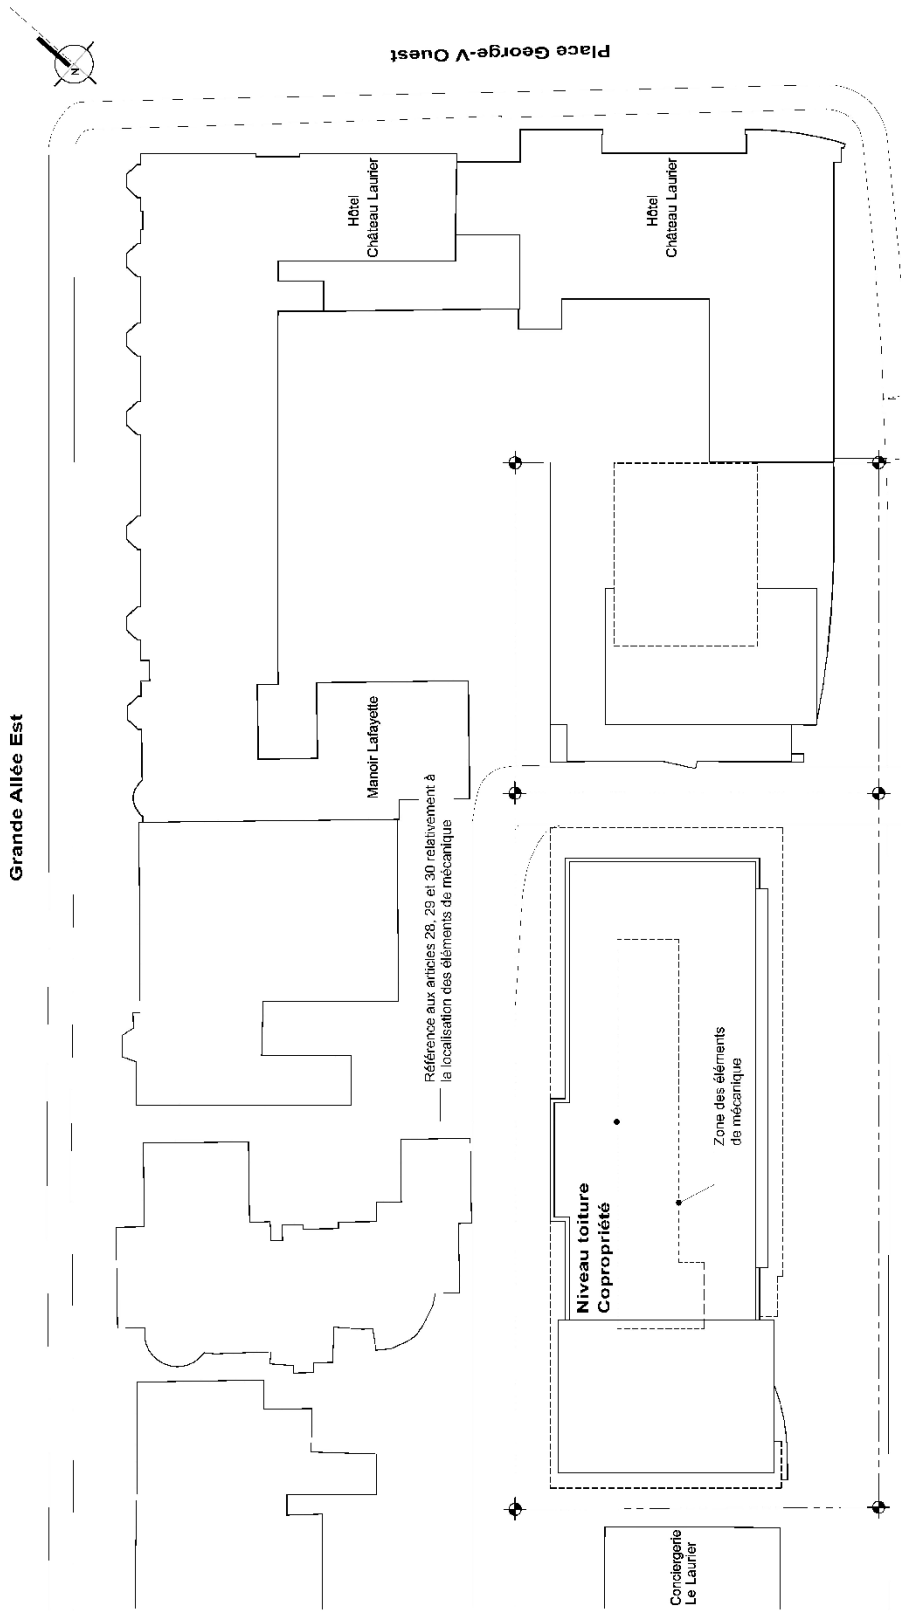 Place George-V Ouest
N
Hôtel
Château Laurier
Hôtel
Château Laurier
Grande Allée Est
Manoir Lafayette
Référence aux articles 28, 29 et 30 relativement à
la localisation des éléments de mécanique
Zone des éléments
de mécanique
Niveau toiture
Copropriété
Conciergerie
Le Laurier